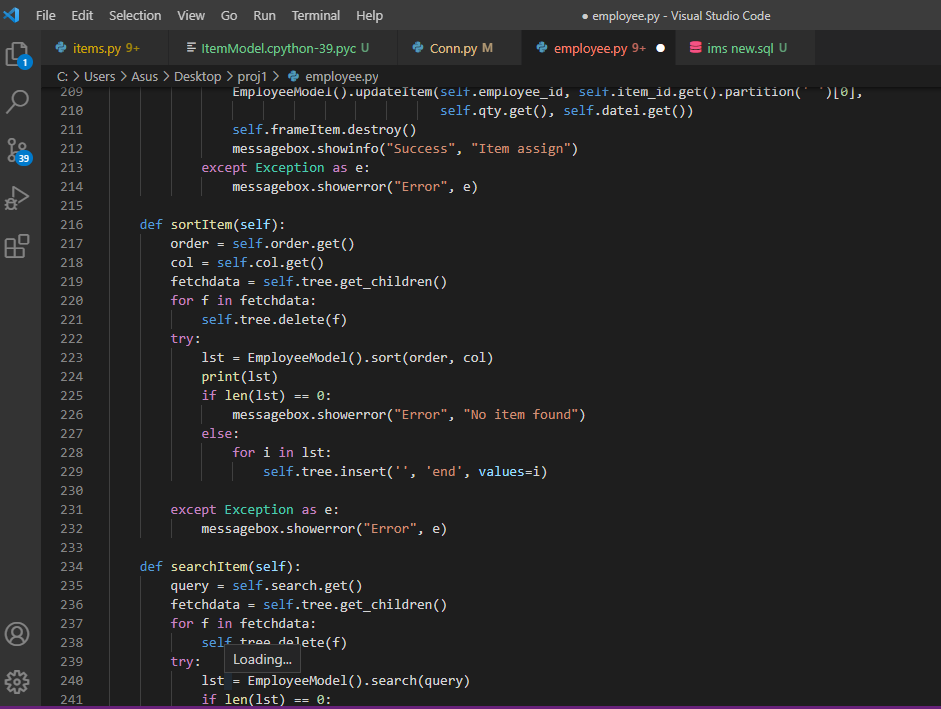 File Edit Selection View Go Run Terminal Help ● employee.py - Visual Studio Code
items.py 9+ ItemModel.cpython-39.pyc U Conn.py M employee.py 9+ ● ims new.sql U
C: > Users > Asus > Desktop > proj1 > employee.py
1
39
209 EmployeeModel().updateItem(self.employee_id, self.item_id.get().partition(' ')[0],
210 self.qty.get(), self.datei.get())
211 self.frameItem.destroy()
212 messagebox.showinfo("Success", "Item assign")
213 except Exception as e:
214 messagebox.showerror("Error", e)
215
216 def sortItem(self):
217 order = self.order.get()
218 col = self.col.get()
219 fetchdata = self.tree.get_children()
220 for f in fetchdata:
221 self.tree.delete(f)
222 try:
223 lst = EmployeeModel().sort(order, col)
224 print(lst)
225 if len(lst) == 0:
226 messagebox.showerror("Error", "No item found")
227 else:
228 for i in lst:
229 self.tree.insert('', 'end', values=i)
230
231 except Exception as e:
232 messagebox.showerror("Error", e)
233
234 def searchItem(self):
235 query = self.search.get()
236 fetchdata = self.tree.get_children()
237 for f in fetchdata:
238 self.tree.delete(f)
Loading...
239 try:
240 lst = EmployeeModel().search(query)
241 if len(lst) == 0: